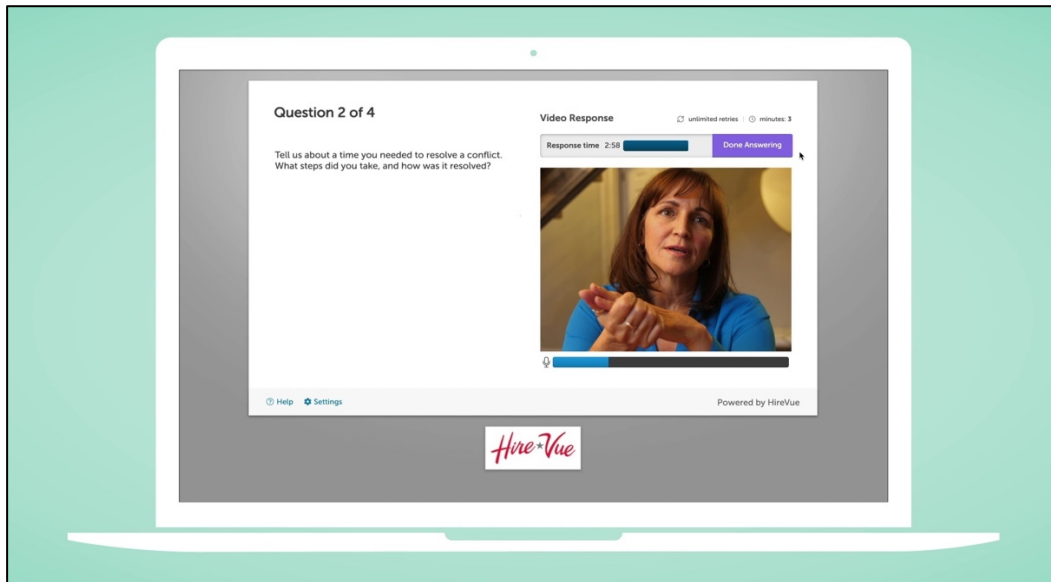 Question 2 of 4
Tell us about a time you needed to resolve a conflict.
What steps did you take, and how was it resolved?
Video Response
unlimited retries | minutes: 3
Response time 2:58
Done Answering
Help
Settings
Powered by HireVue
Hire★Vue